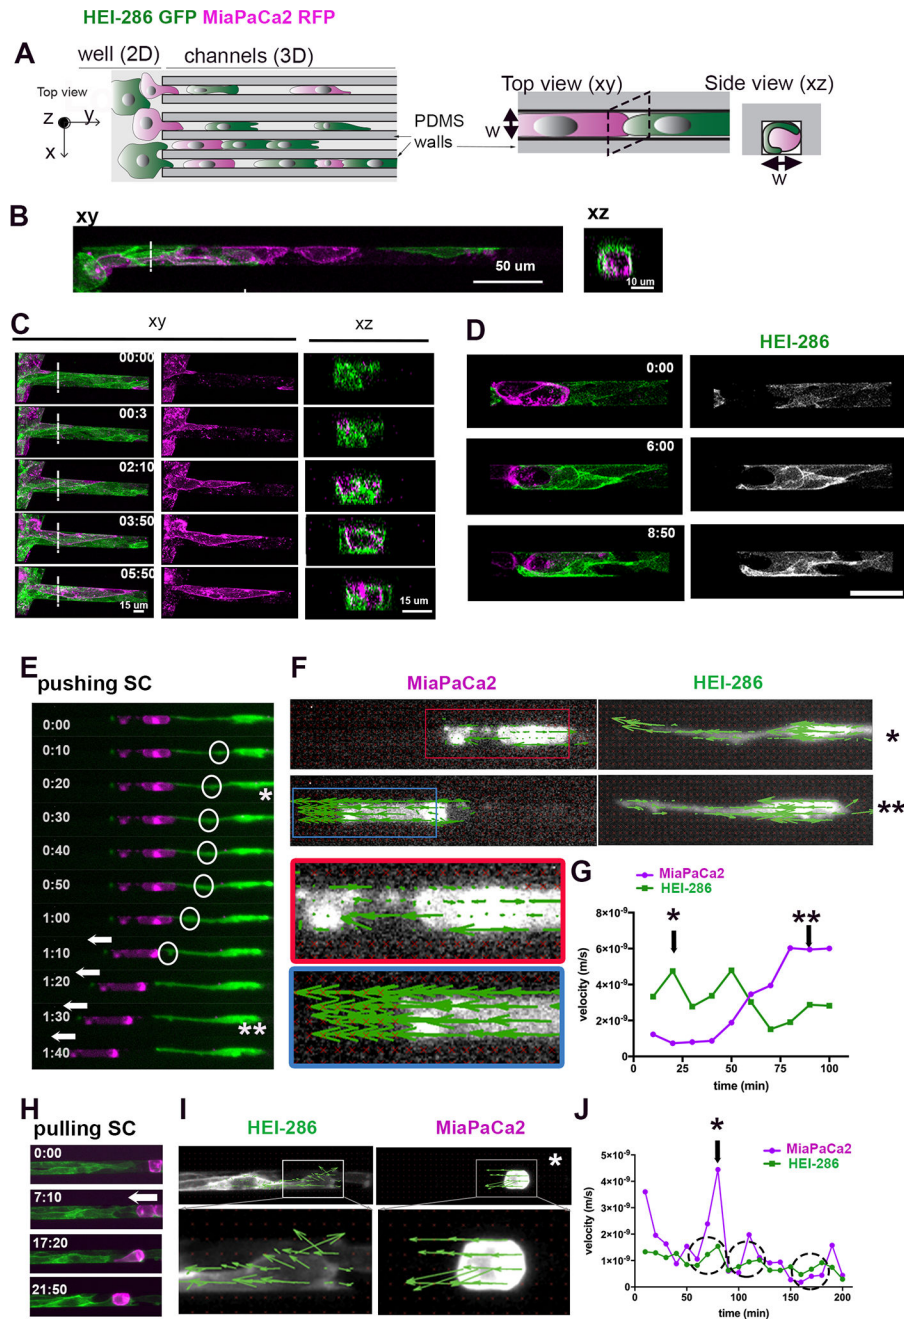 HEI-286 GFP MiaPaCa2 RFP
A
well (2D) channels (3D)
Top view
z y
x
PDMS
walls
Top view (xy) Side view (xz)
w
w
B
xy xz
50 um
10 um
C
xy xz
00:00
00:3
02:10
03:50
05:50
15 um
15 um
D
HEI-286
0:00
6:00
8:50
E
pushing SC
0:00
0:10
0:20
*
0:30
0:40
0:50
1:00
1:10
1:20
1:30
**
1:40
F
MiaPaCa2 HEI-286
*
**
G
MiaPaCa2
HEI-286
* **
8×10⁻⁹
6×10⁻⁹
4×10⁻⁹
2×10⁻⁹
0
velocity (m/s)
0 25 50 75 100
time (min)
H
pulling SC
0:00
7:10
17:20
21:50
I
HEI-286 MiaPaCa2
*
J
*
MiaPaCa2
HEI-286
5×10⁻⁹
4×10⁻⁹
3×10⁻⁹
2×10⁻⁹
1×10⁻⁹
0
velocity (m/s)
0 50 100 150 200
time (min)